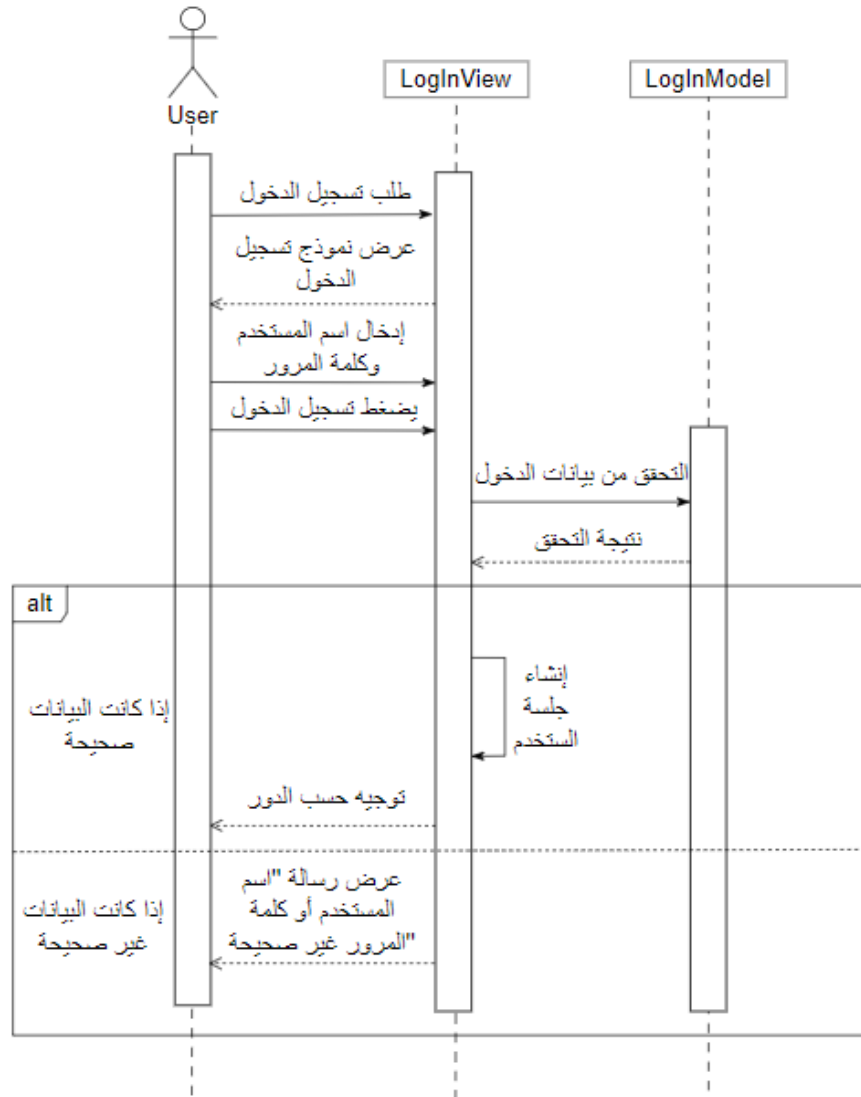 User
LogInView
LogInModel
طلب تسجيل الدخول
عرض نموذج تسجيل
الدخول
إدخال اسم المستخدم
وكلمة المرور
يضغط تسجيل الدخول
التحقق من بيانات الدخول
نتيجة التحقق
alt
إذا كانت البيانات
صحيحة
إنشاء
جلسة
الستخدم
توجيه حسب الدور
إذا كانت البيانات
غير صحيحة
عرض رسالة "اسم
المستخدم أو كلمة
المرور غير صحيحة"